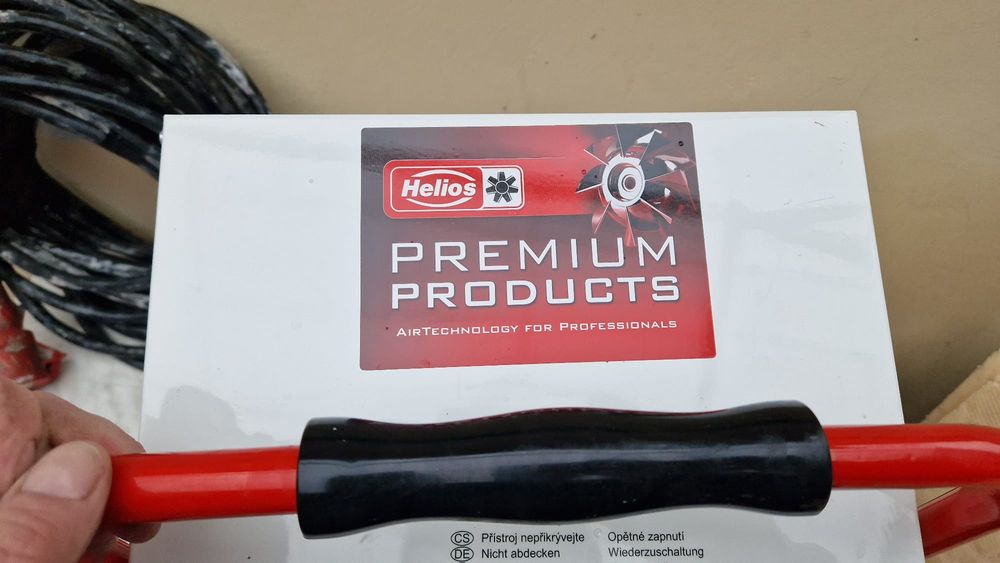 Helios
PREMIUM
PRODUCTS
AIRTECHNOLOGY FOR PROFESSIONALS
CS Přístroj nepřikrývejte Opětné zapnutí
DE Nicht abdecken Wiederzuschaltung